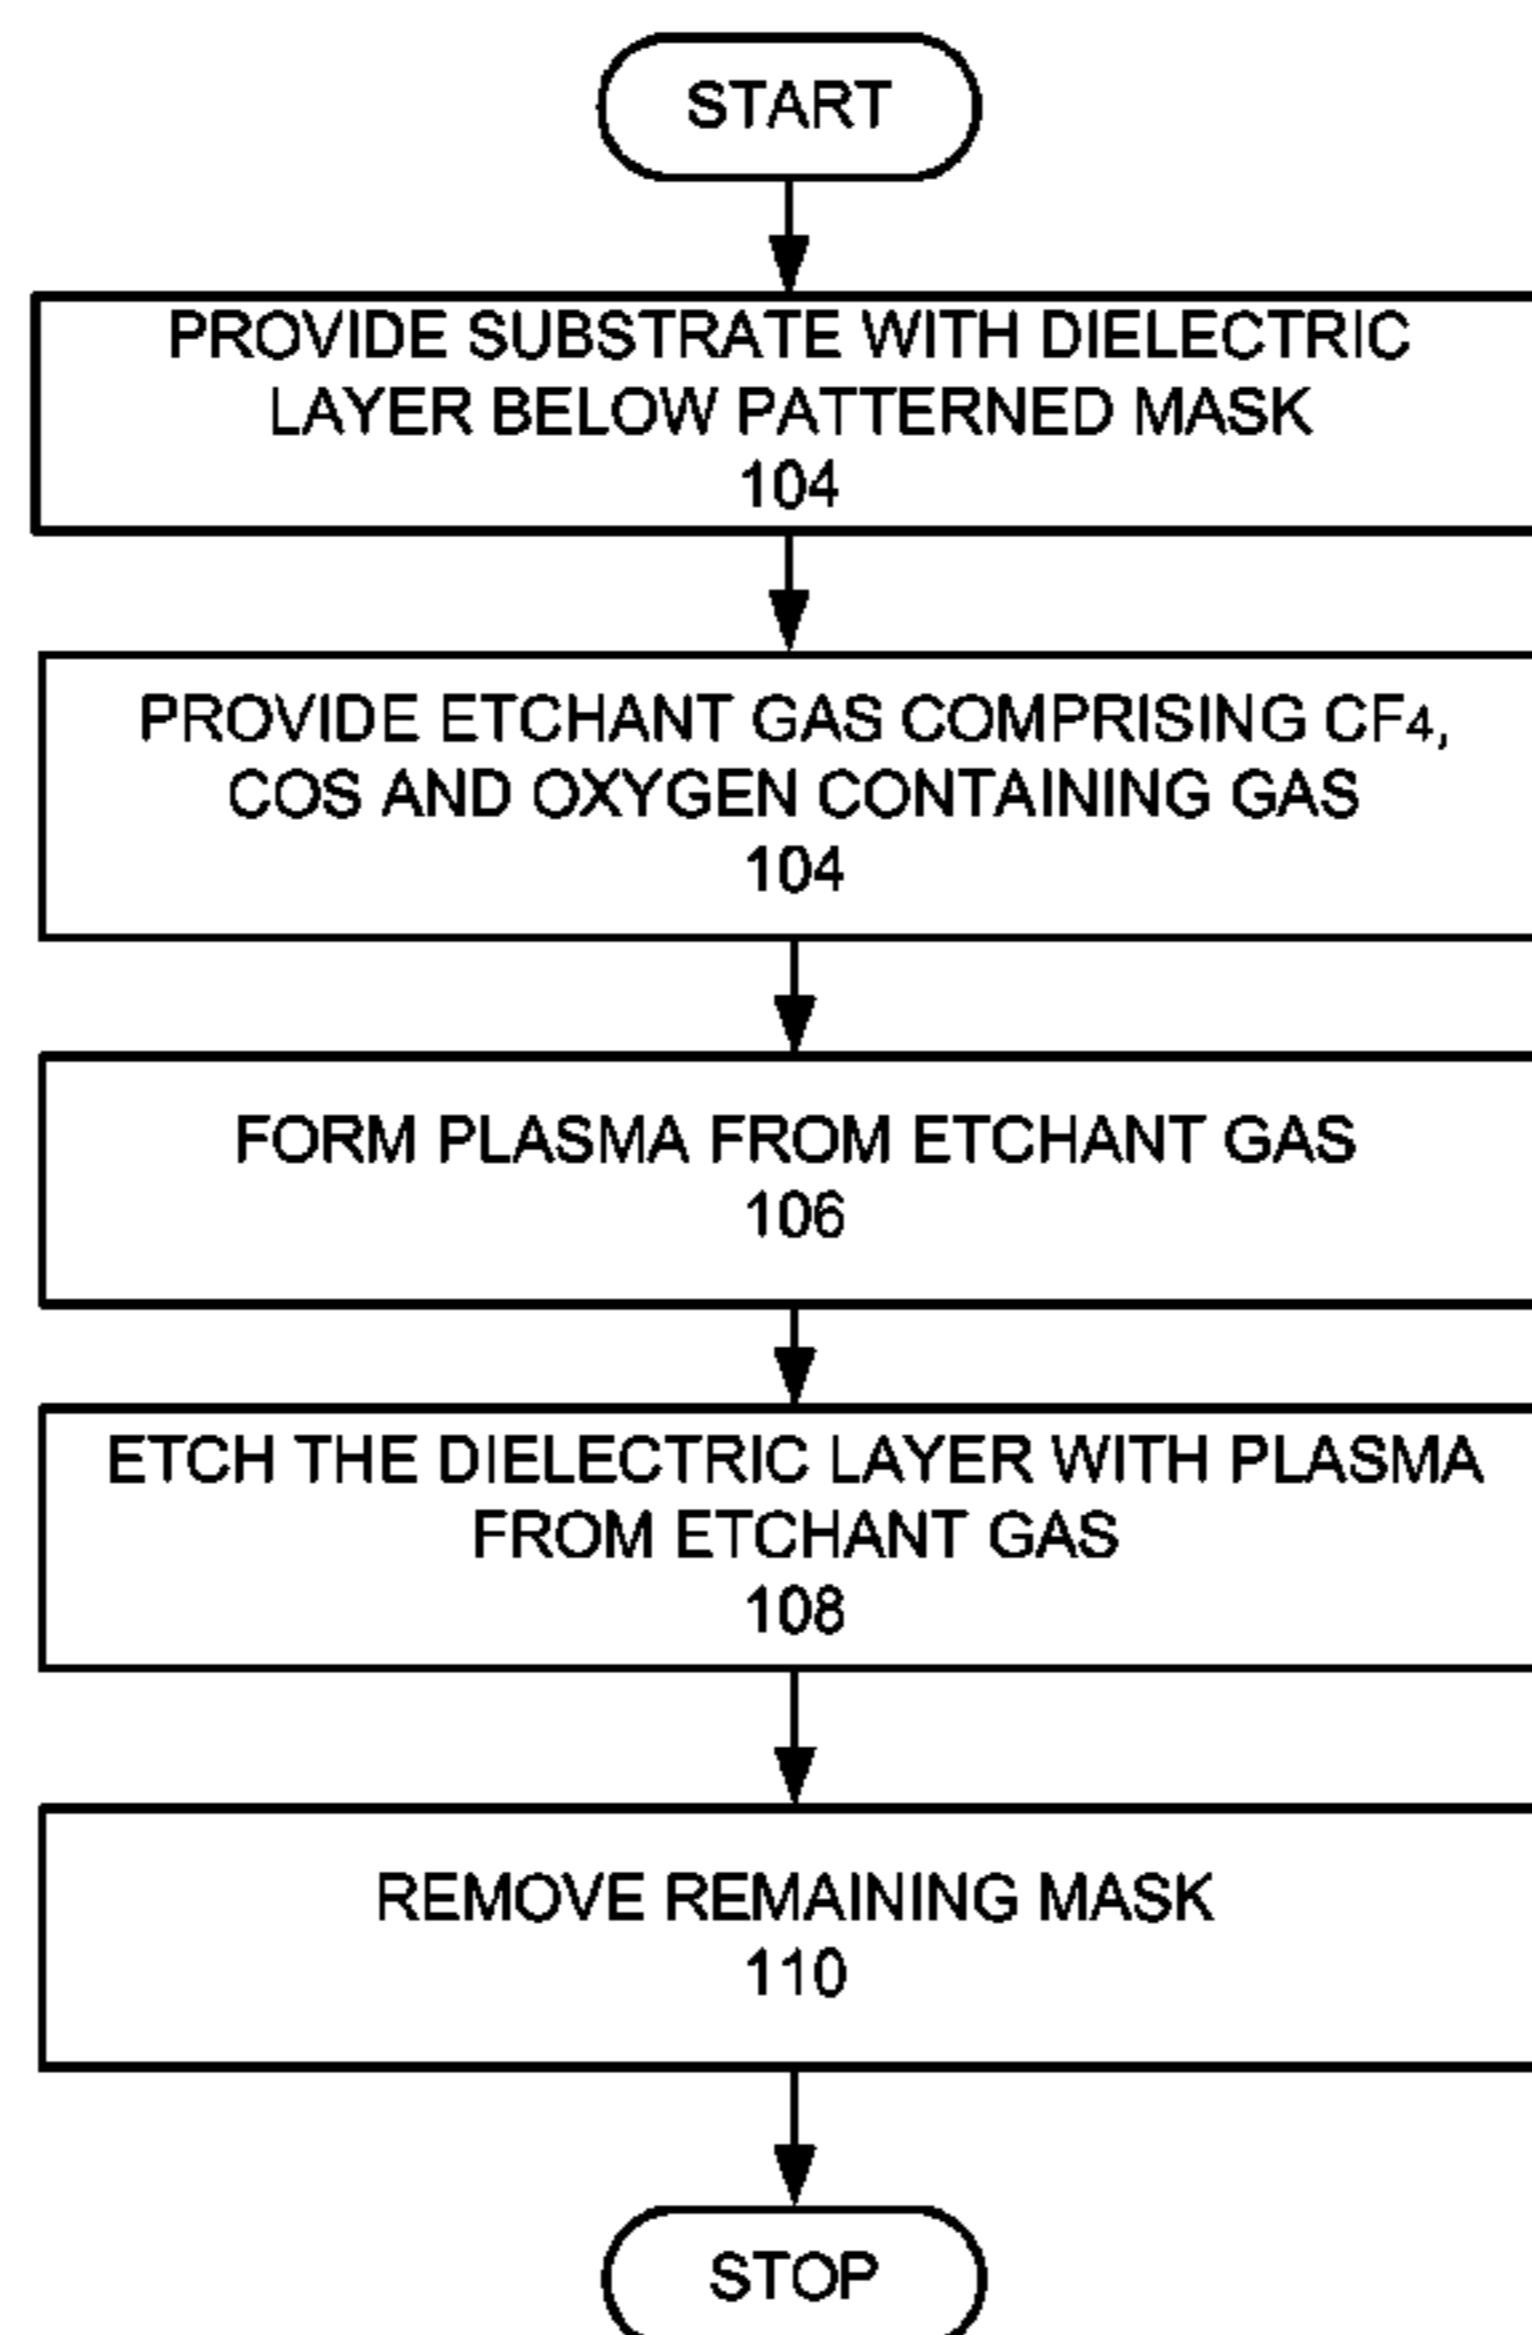 START
PROVIDE SUBSTRATE WITH DIELECTRIC
LAYER BELOW PATTERNED MASK
104
PROVIDE ETCHANT GAS COMPRISING CF4,
COS AND OXYGEN CONTAINING GAS
104
FORM PLASMA FROM ETCHANT GAS
106
ETCH THE DIELECTRIC LAYER WITH PLASMA
FROM ETCHANT GAS
108
REMOVE REMAINING MASK
110
STOP